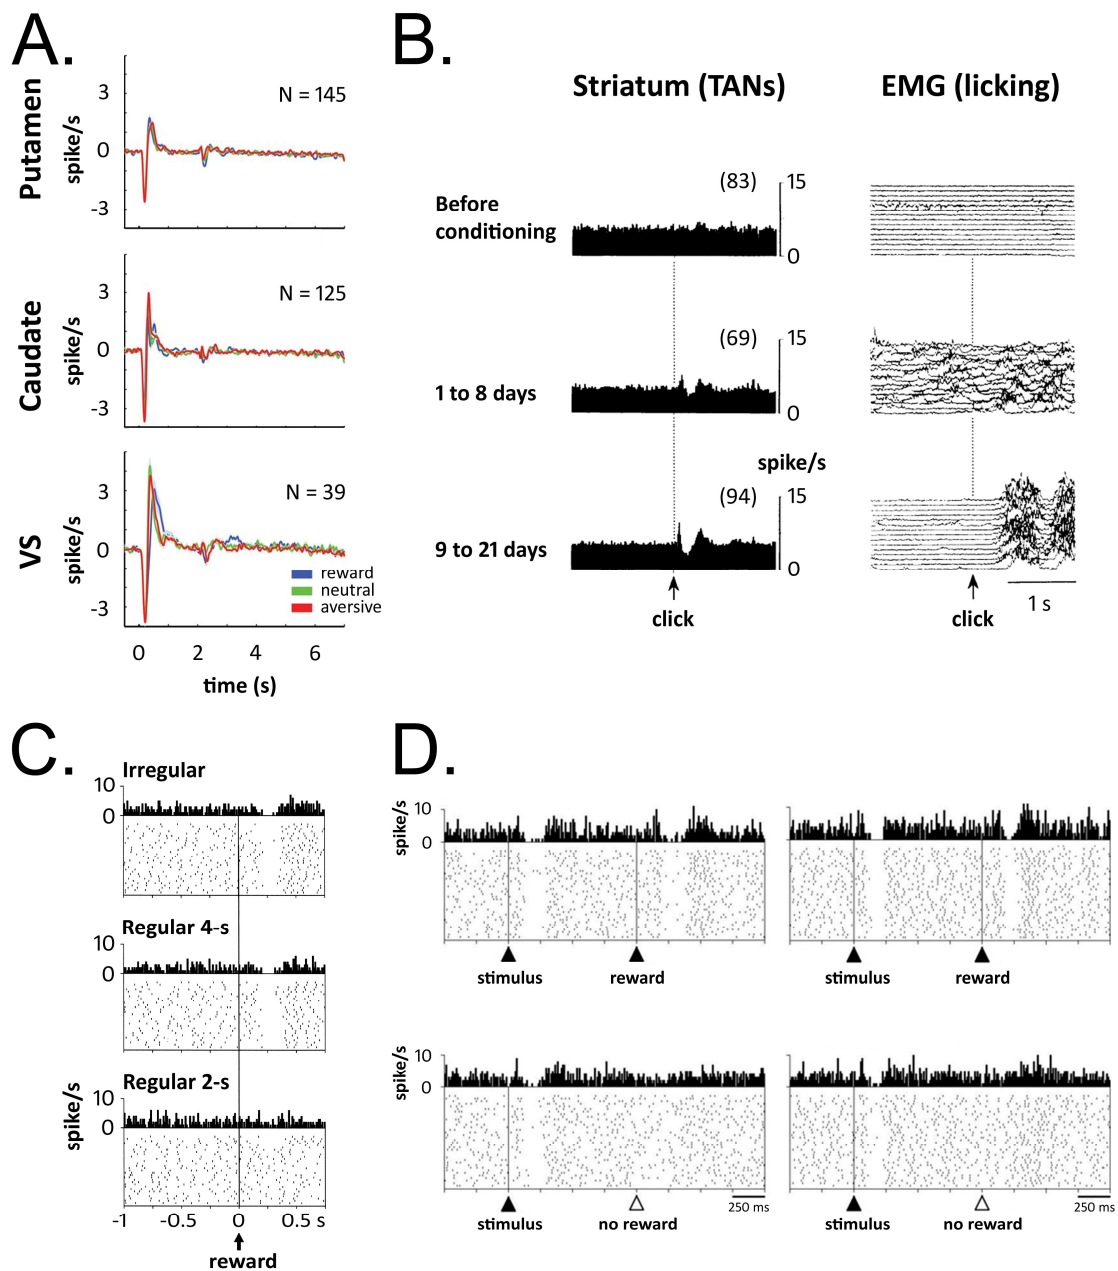 A.
Putamen
spike/s
3
0
-3
N = 145
Caudate
spike/s
3
0
-3
N = 125
VS
spike/s
3
0
-3
N = 39
reward
neutral
aversive
0
2
4
6
time (s)
B.
Striatum (TANs)
EMG (licking)
Before
conditioning
(83)
15
0
1 to 8 days
(69)
15
0
spike/s
9 to 21 days
(94)
15
0
click
click
1 s
C.
Irregular
10
0
Regular 4-s
10
0
Regular 2-s
10
0
spike/s
-1
-0.5
0
0.5 s
reward
D.
spike/s
10
0
stimulus
reward
stimulus
reward
spike/s
10
0
stimulus
no reward
250 ms
stimulus
no reward
250 ms